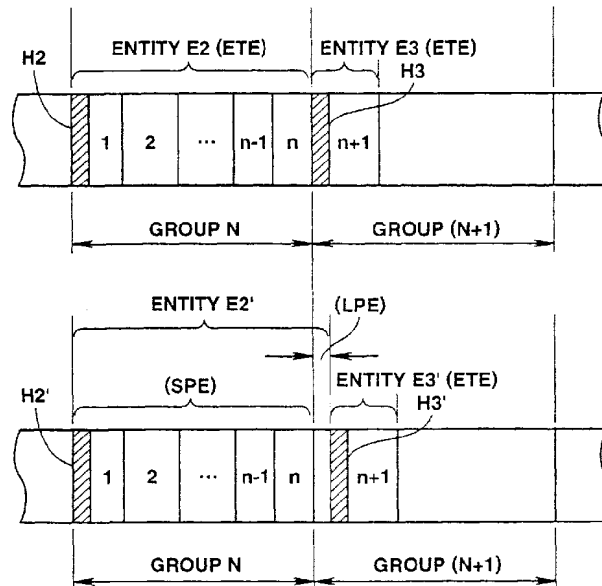 ENTITY E2 (ETE) ENTITY E3 (ETE)
H2 H3
1 2 ... n-1 n n+1
GROUP N GROUP (N+1)
ENTITY E2' (LPE)
(SPE) ENTITY E3' (ETE)
H2' H3'
1 2 ... n-1 n n+1
GROUP N GROUP (N+1)